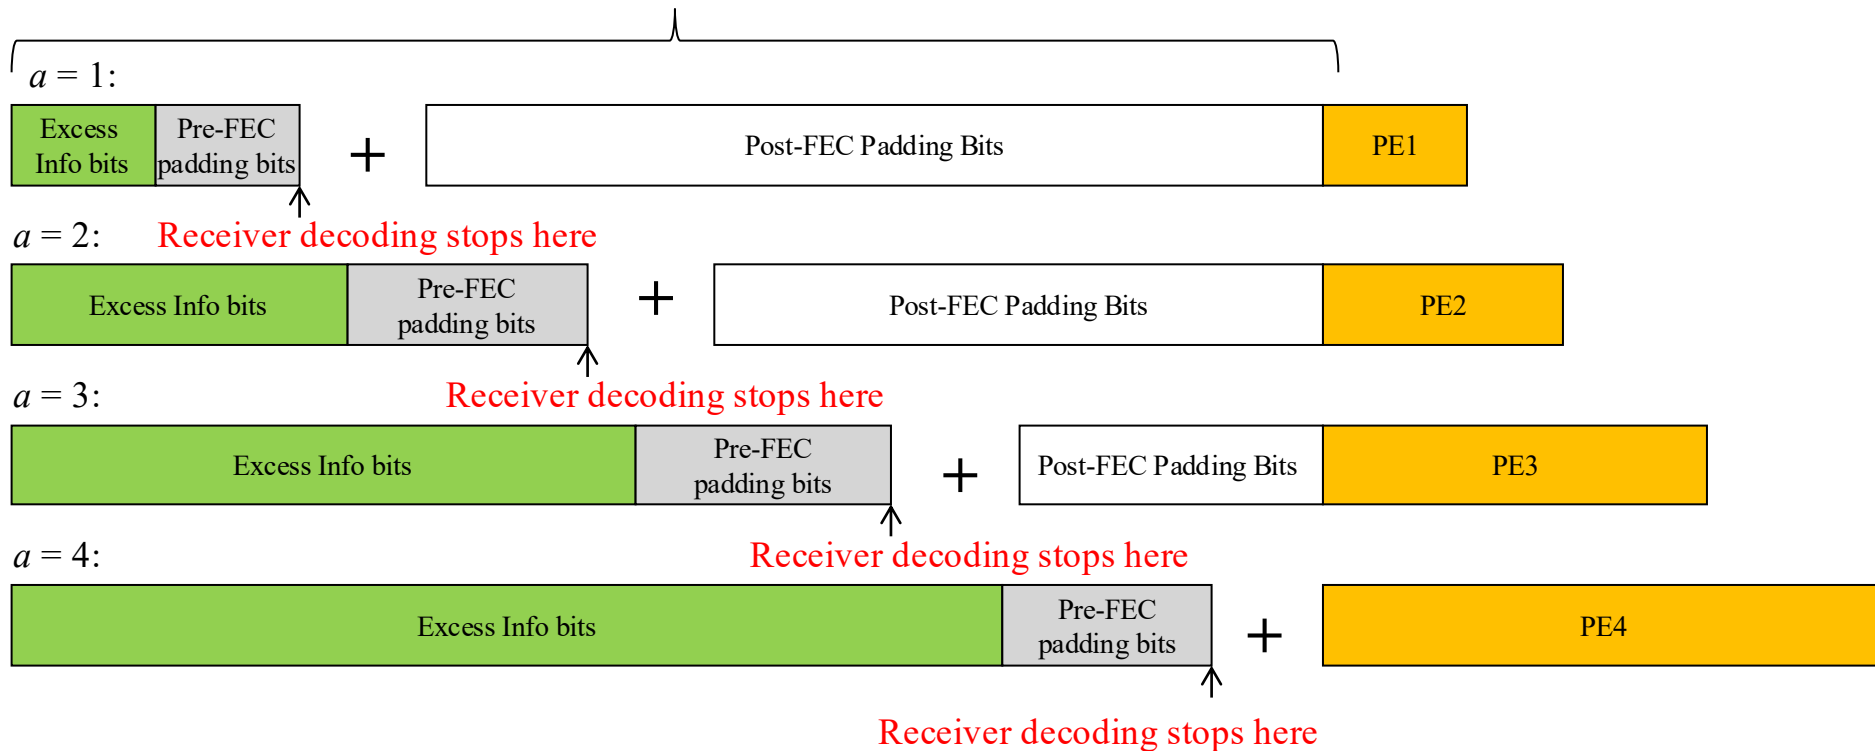 a = 1:
Excess
Info bits
Pre-FEC
padding bits
+
Post-FEC Padding Bits
PE1
Receiver decoding stops here
a = 2:
Excess Info bits
Pre-FEC
padding bits
+
Post-FEC Padding Bits
PE2
Receiver decoding stops here
a = 3:
Excess Info bits
Pre-FEC
padding bits
+
Post-FEC Padding Bits
PE3
Receiver decoding stops here
a = 4:
Excess Info bits
Pre-FEC
padding bits
+
PE4
Receiver decoding stops here